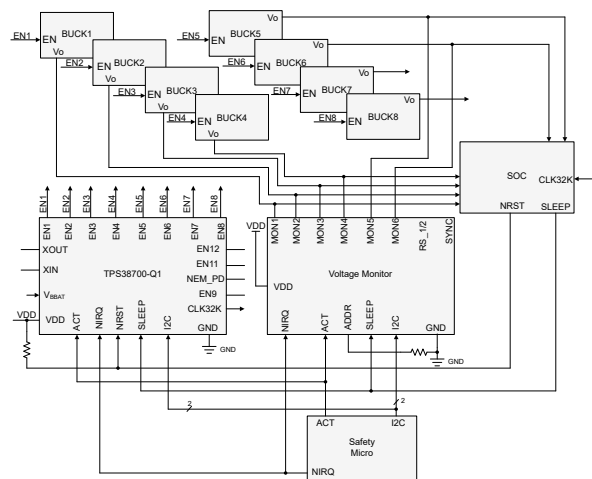 EN1
BUCK1
EN
Vo
EN2
BUCK2
EN
Vo
EN3
BUCK3
EN
Vo
EN4
EN
BUCK4
Vo
EN5
BUCK5
Vo
EN
EN6
BUCK6
Vo
EN
EN7
BUCK7
Vo
EN
EN8
BUCK8
Vo
EN
SOC
CLK32K
NRST
SLEEP
EN1
EN2
EN3
EN4
EN5
EN6
EN7
EN8
EN1
EN2
EN3
EN4
EN5
EN6
EN7
EN8
XOUT
XIN
VBBAT
VDD
VDD
TPS38700-Q1
EN12
EN11
NEM_PD
EN9
CLK32K
ACT
NIRQ
NRST
SLEEP
I2C
GND
GND
VDD
MON1
MON2
MON3
MON4
MON5
MON6
RS_1/2
SYNC
Voltage Monitor
VDD
NIRQ
ACT
ADDR
SLEEP
I2C
GND
GND
2
2
ACT
I2C
Safety
Micro
NIRQ